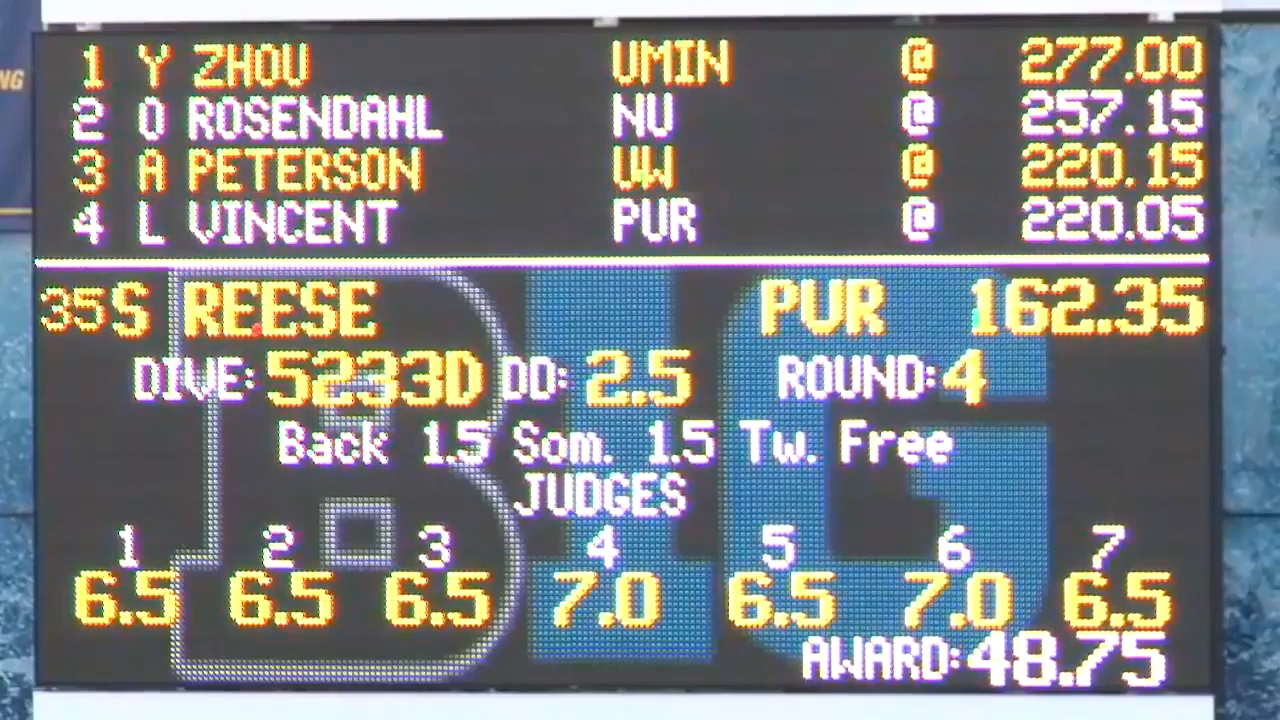 NG
1 Y ZHOU UMIN @ 277.00
2 O ROSENDAHL NU @ 257.15
3 A PETERSON UW @ 220.15
4 L VINCENT PUR @ 220.05
35 S REESE PUR 162.35
DIVE: 5233D DD: 2.5 ROUND: 4
Back 1.5 Som. 1.5 Tw. Free
JUDGES
1 2 3 4 5 6 7
6.5 6.5 6.5 7.0 6.5 7.0 6.5
AWARD: 48.75
BIG